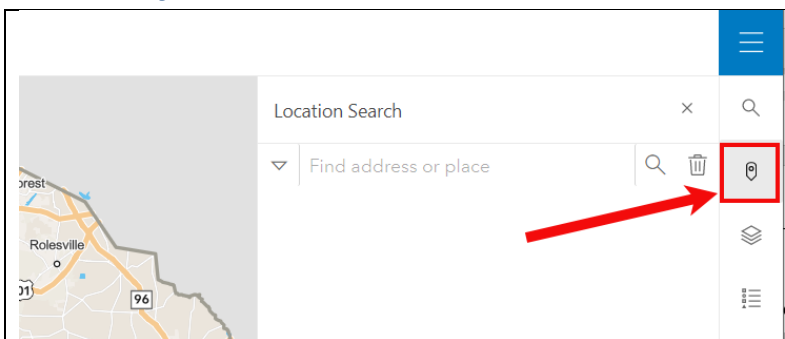 Location Search
Find address or place
orest
Rolesville
01
96